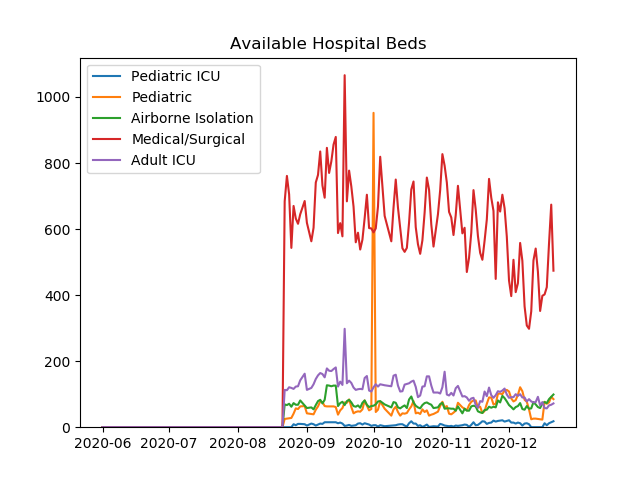 Available Hospital Beds
Pediatric ICU
Pediatric
Airborne Isolation
Medical/Surgical
Adult ICU
1000
800
600
400
200
0
2020-06 2020-07 2020-08 2020-09 2020-10 2020-11 2020-12